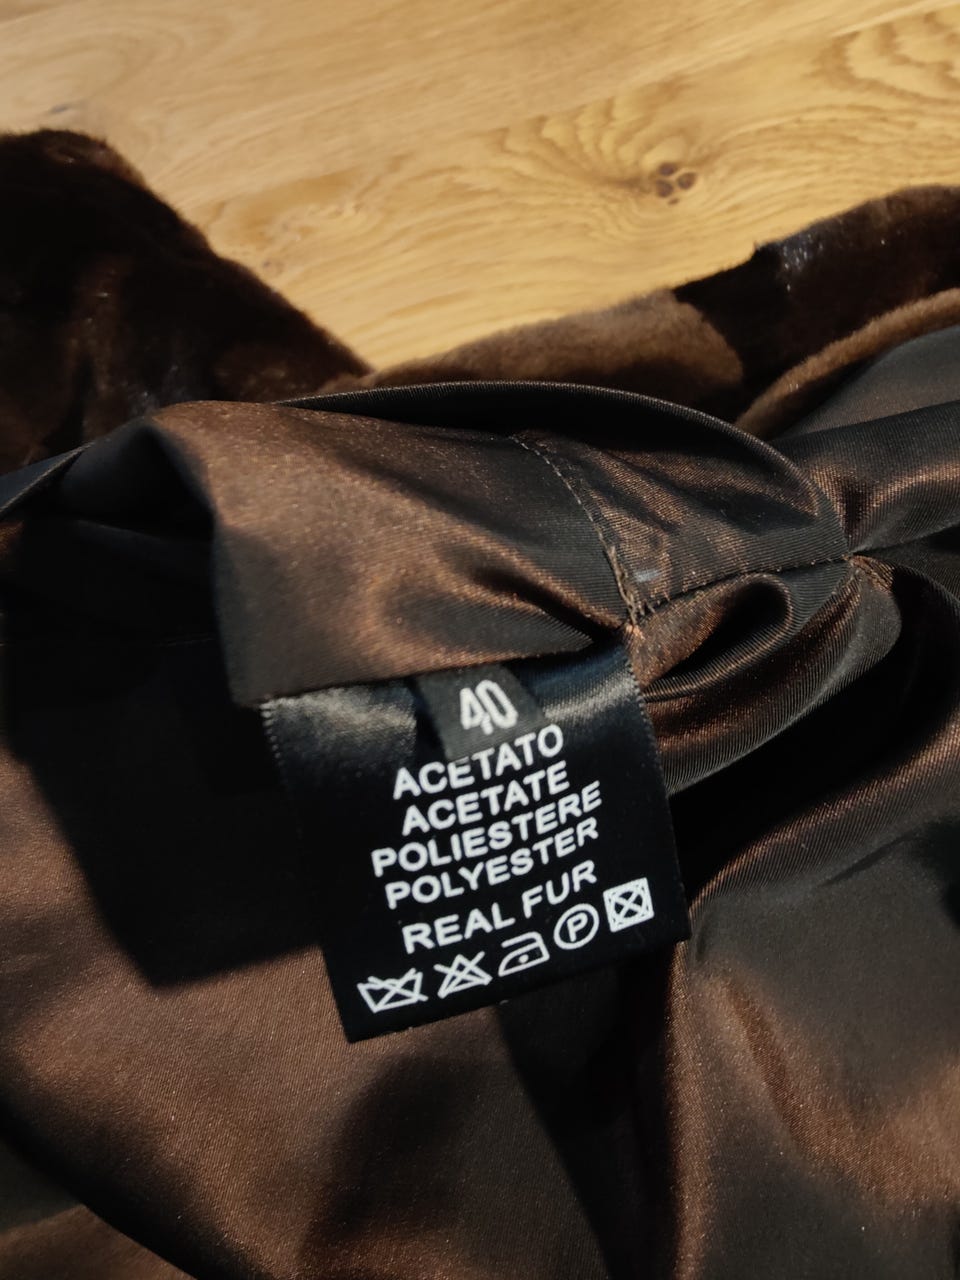 40
ACETATO
ACETATE
POLIESTERE
POLYESTER
REAL FUR
P